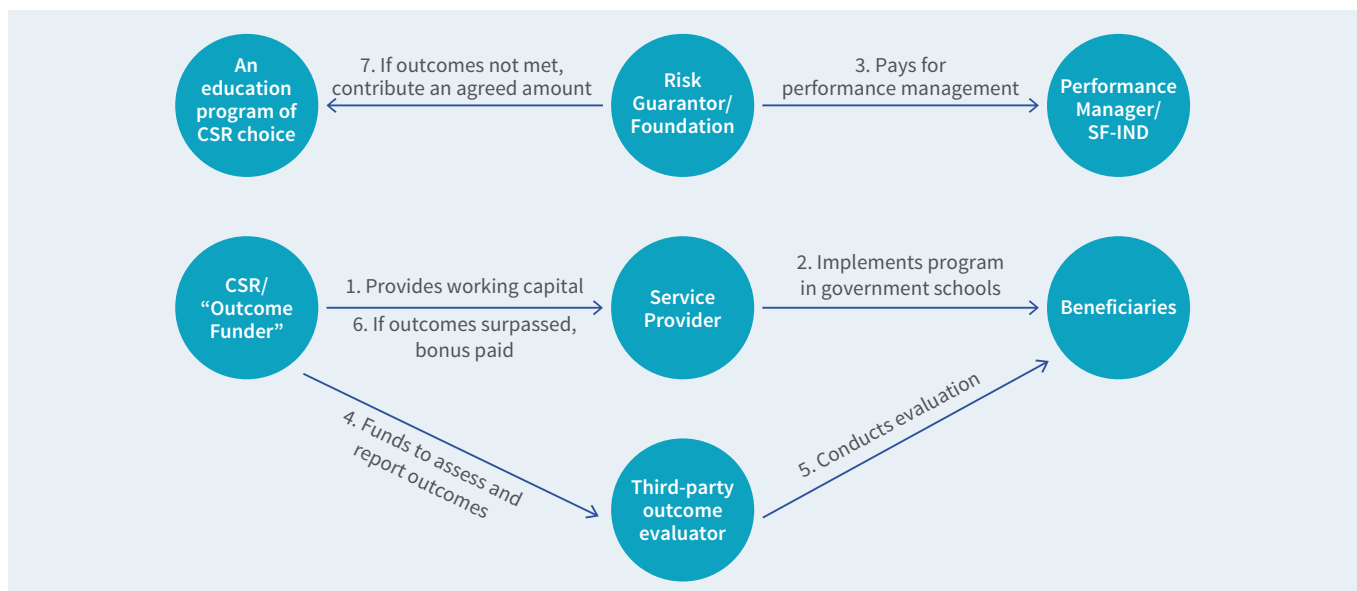 An
education
program of
CSR choice
7. If outcomes not met,
contribute an agreed amount
Risk
Guarantor/
Foundation
3. Pays for
performance management
Performance
Manager/
SF-IND
CSR/
“Outcome
Funder”
1. Provides working capital
6. If outcomes surpassed,
bonus paid
Service
Provider
2. Implements program
in government schools
Beneficiaries
4. Funds to assess and
report outcomes
Third-party
outcome
evaluator
5. Conducts evaluation